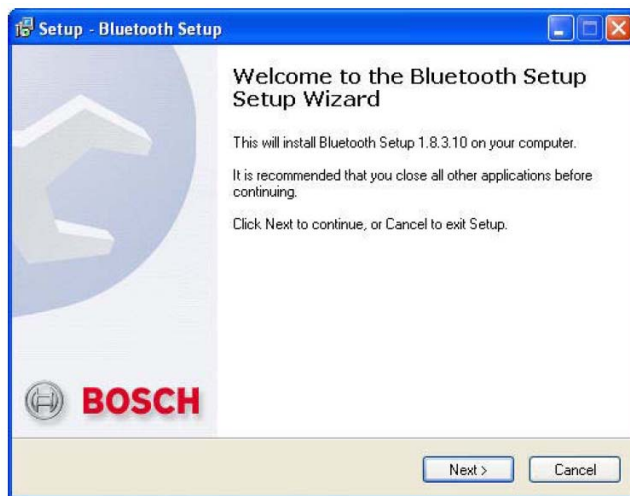 Setup - Bluetooth Setup
Welcome to the Bluetooth Setup
Setup Wizard
This will install Bluetooth Setup 1.8.3.10 on your computer.
It is recommended that you close all other applications before
continuing.
Click Next to continue, or Cancel to exit Setup.
BOSCH
Next >
Cancel